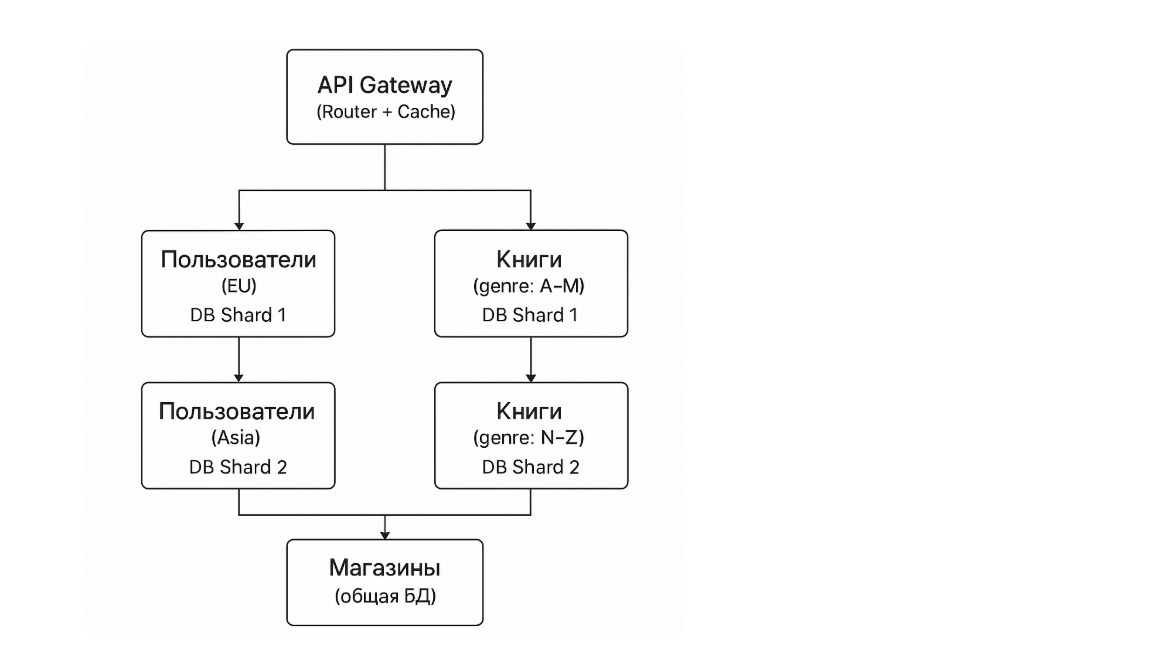 API Gateway
(Router + Cache)
Пользователи
(EU)
DB Shard 1
Книги
(genre: A–M)
DB Shard 1
Пользователи
(Asia)
DB Shard 2
Книги
(genre: N–Z)
DB Shard 2
Магазины
(общая БД)